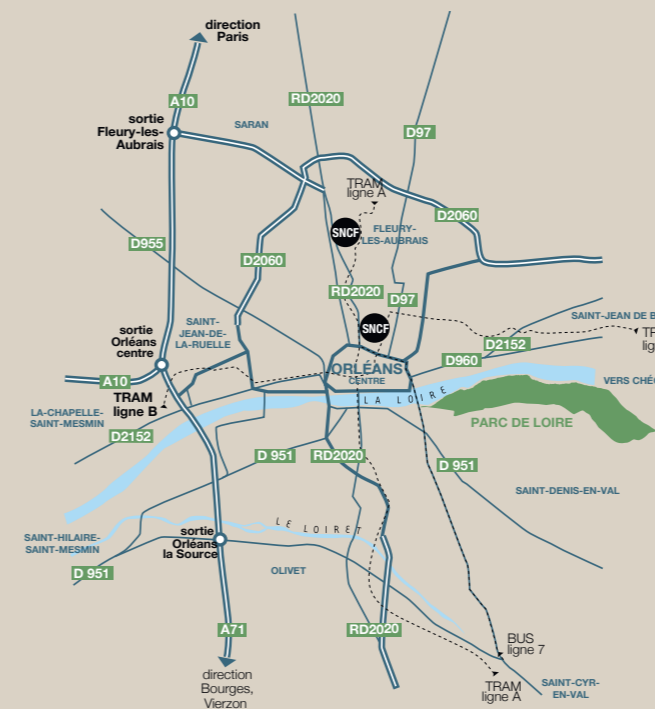 direction
Paris
A10
RD2020
sortie
Fleury-les-
Aubrais
SARAN
D97
TRAM
ligne A
SNCF
FLEURY-
LES-AUBRAIS
D2060
D955
D2060
RD2020
D97
SAINT-
JEAN-DE-
LA-RUELLE
SNCF
SAINT-JEAN DE B
sortie
Orléans
centre
D2152
D960
ORLÉANS
CENTRE
A10
VERS CHÉC
TRAM
ligne B
LA LOIRE
LA-CHAPELLE-
SAINT-MESMIN
PARC DE LOIRE
D2152
D 951
RD2020
D 951
SAINT-DENIS-EN-VAL
LE LOIRET
SAINT-HILAIRE-
SAINT-MESMIN
sortie
Orléans
la Source
D 951
OLIVET
A71
RD2020
BUS
ligne 7
direction
Bourges,
Vierzon
TRAM
ligne A
SAINT-CYR-
EN-VAL